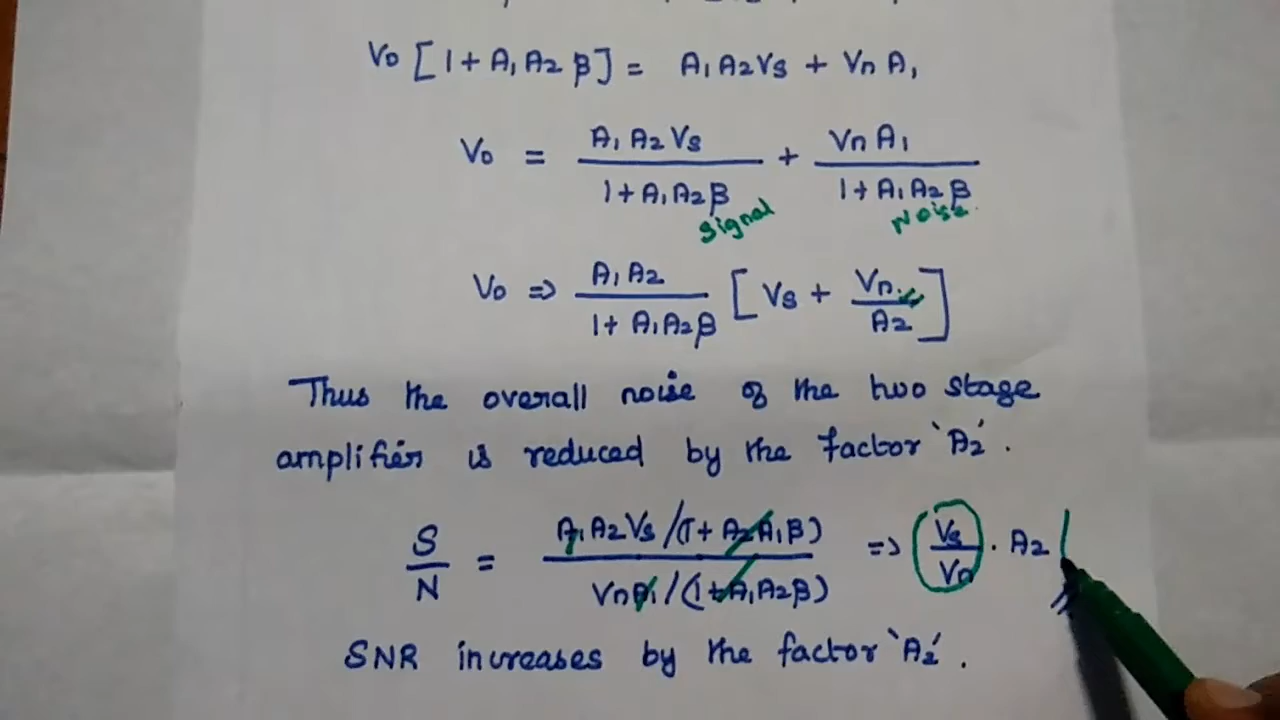 Vo [1 + A1 A2 β] = A1 A2 Vs + Vn A1
Vo = A1 A2 Vs / 1 + A1 A2 β + Vn A1 / 1 + A1 A2 β
Signal Noise
Vo => A1 A2 / 1 + A1 A2 β [Vs + Vn / A2]
Thus the overall noise of the two stage
amplifier is reduced by the factor 'A2'.
S/N = A1 A2 Vs / (1 + A2 A1 β) / Vn A1 / (1 + A1 A2 β) => (Vs / Vn) . A2
SNR increases by the factor 'A2'.